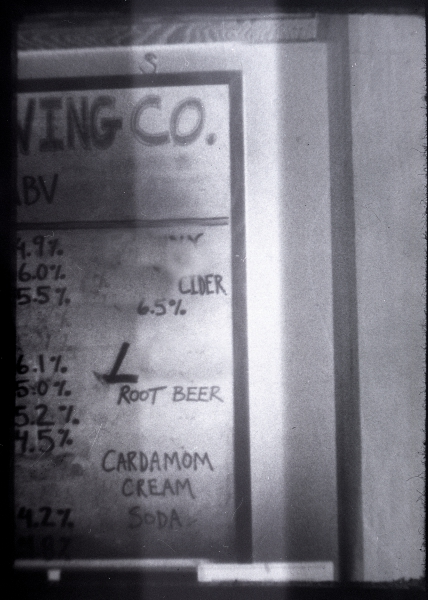 VING CO.
ABV
4.9%
6.0%
CIDER
5.5%
6.5%
6.1%
5.0%
ROOT BEER
5.2%
4.5%
CARDAMOM
CREAM
4.2%
SODA